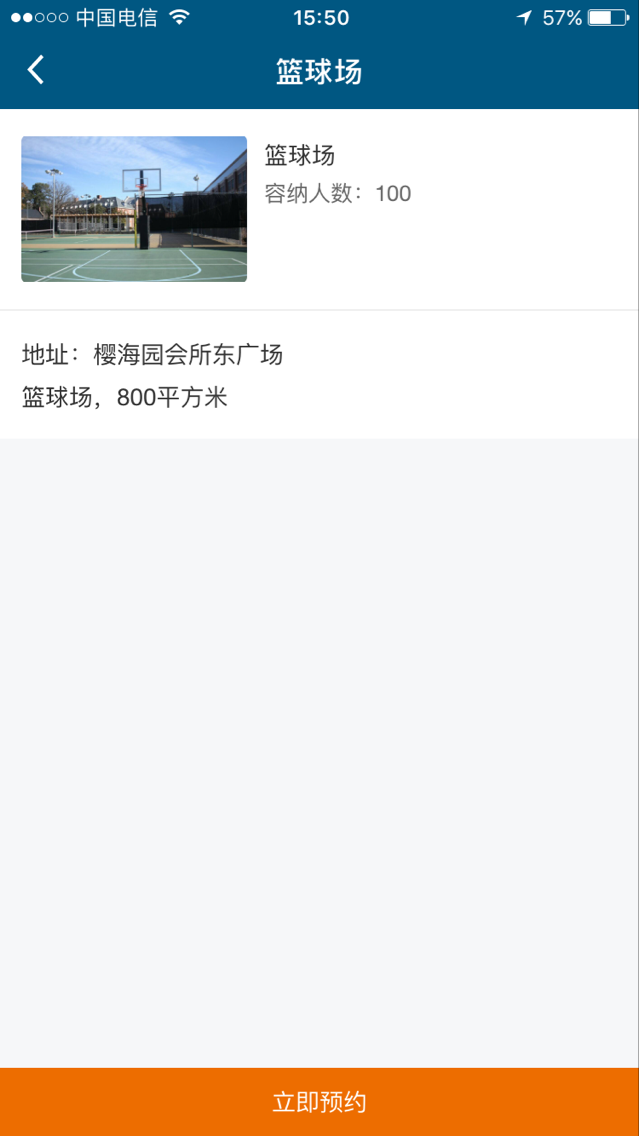 中国电信
15:50
57%
篮球场
篮球场
容纳人数：100
地址：樱海园会所东广场
篮球场，800平方米
立即预约